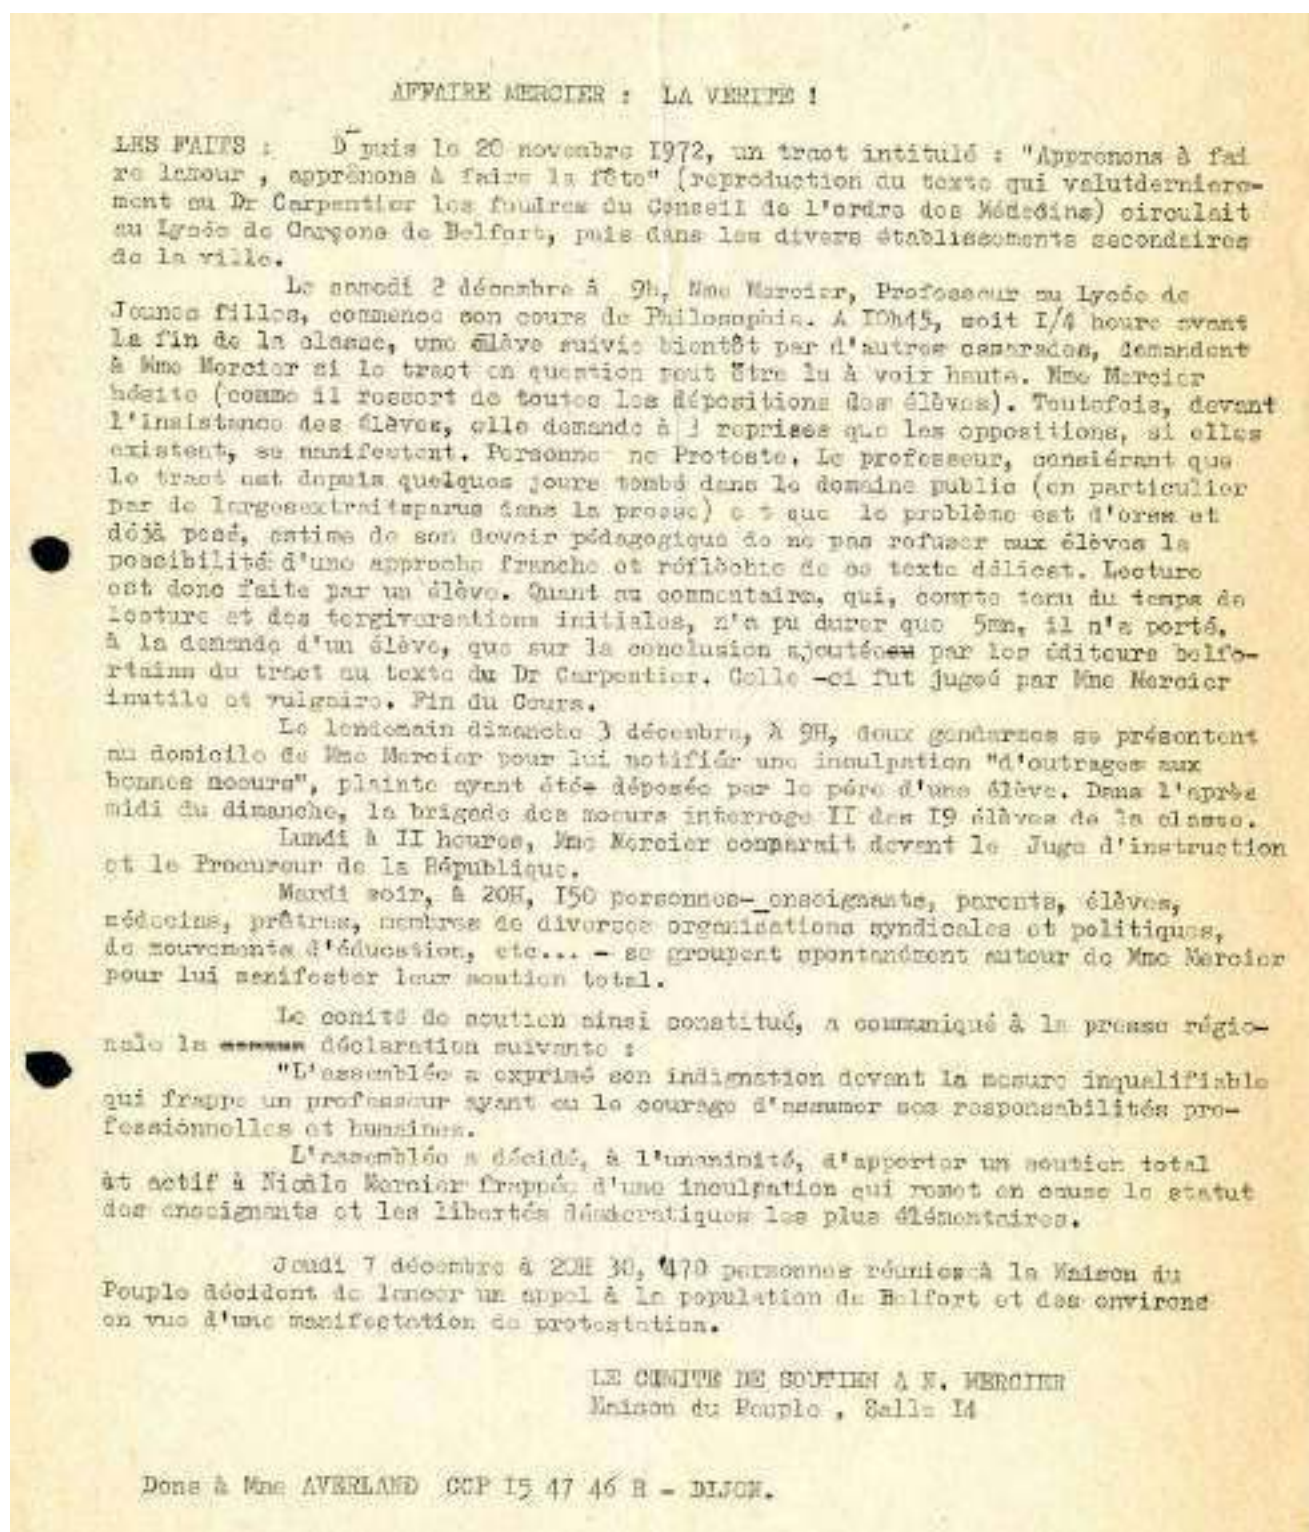 AFFAIRE MERCIER : LA VERITE !
LES FAITS : D puis le 20 novembre I972, un tract intitulé : "Apprenons à fai
re lamour , apprenons à faire la fête" (reproduction du texte qui valutderniere-
ment au Dr Carpentier les foudres du Conseil de l'ordre des Médedins) circulait
au Lycée de Garçons de Belfort, puis dans les divers établissements secondaires
de la ville.
Le samedi 2 décembre à 9h, Mme Mercier, Professeur au Lycée de
Jeunes filles, commence son cours de Philosophie. A IOh45, soit I/4 heure avant
la fin de la classe, une élève suivie bientôt par d'autres camarades, demandent
à Mme Mercier si le tract en question peut être lu à voir haute. Mme Mercier
hésite (comme il ressort de toutes les dépositions des élèves). Toutefois, devant
l'insistance des élèves, elle demande à 3 reprises que les oppositions, si elles
existent, se manifestent. Personne ne Proteste. Le professeur, consiérant que
le tract est depuis quelques jours tombé dans le domaine public (en particulier
par de largesextraitsparus dans la presse) e t que le problème est d'ores et
déjà posé, estime de son devoir pédagogique de ne pas refuser aux élèves la
possibilité d'une approche franche et réfléchie de ce texte délicat. Lecture
est donc faite par un élève. Quant au commentaire, qui, compte tenu du temps de
lecture et des tergiversations initiales, n'a pu durer que 5mn, il n'a porté,
à la demande d'un élève, que sur la conclusion ajoutée par les éditeurs belfo-
rtains du tract au texte du Dr Carpentier. Celle -ci fut jugée par Mme Mercier
inutile et vulgaire. Fin du Cours.
Le lendemain dimanche 3 décembre, à 9H, deux gendarmes se présentent
au domicile de Mme Mercier pour lui notifier une inculpation "d'outrages aux
bonnes moeurs", plainte ayant été déposée par le père d'une élève. Dans l'après
midi du dimanche, la brigade des moeurs interroge II des I9 élèves de la classe.
Lundi à II heures, Mme Mercier comparait devant le Juge d'instruction
et le Procureur de la République.
Mardi soir, à 20H, I50 personnes- enseignants, parents, élèves,
médecins, prêtres, membres de diverses organisations syndicales et politiques,
de mouvements d'éducation, etc... - se groupent spontanément autour de Mme Mercier
pour lui manifester leur soutien total.
Le comité de soutien ainsi constitué, a communiqué à la presse régio-
nale la déclaration suivante :
"L'assemblée a exprimé son indignation devant la mesure inqualifiable
qui frappe un professeur ayant eu le courage d'assumer ses responsabilités pro-
fessionnelles et humaines.
L'assemblée a décidé, à l'unanimité, d'apporter un soutien total
et actif à Nicole Mercier frappée d'une inculpation qui remet en cause le statut
des enseignants et les libertés démocratiques les plus élémentaires.
Jeudi 7 décembre à 20H 30, 470 personnes réunies à la Maison du
Peuple décident de lancer un appel à la population de Belfort et des environs
en vue d'une manifestation de protestation.
LE COMITE DE SOUTIEN A N. MERCIER
Maison du Peuple , Salle I4
Dons à Mme AVERLAND CCP I5 47 46 R - DIJON.